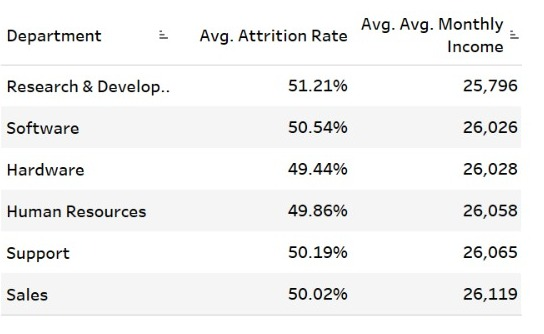 Department Avg. Attrition Rate Avg. Avg. Monthly Income
Research & Develop.. 51.21% 25,796
Software 50.54% 26,026
Hardware 49.44% 26,028
Human Resources 49.86% 26,058
Support 50.19% 26,065
Sales 50.02% 26,119